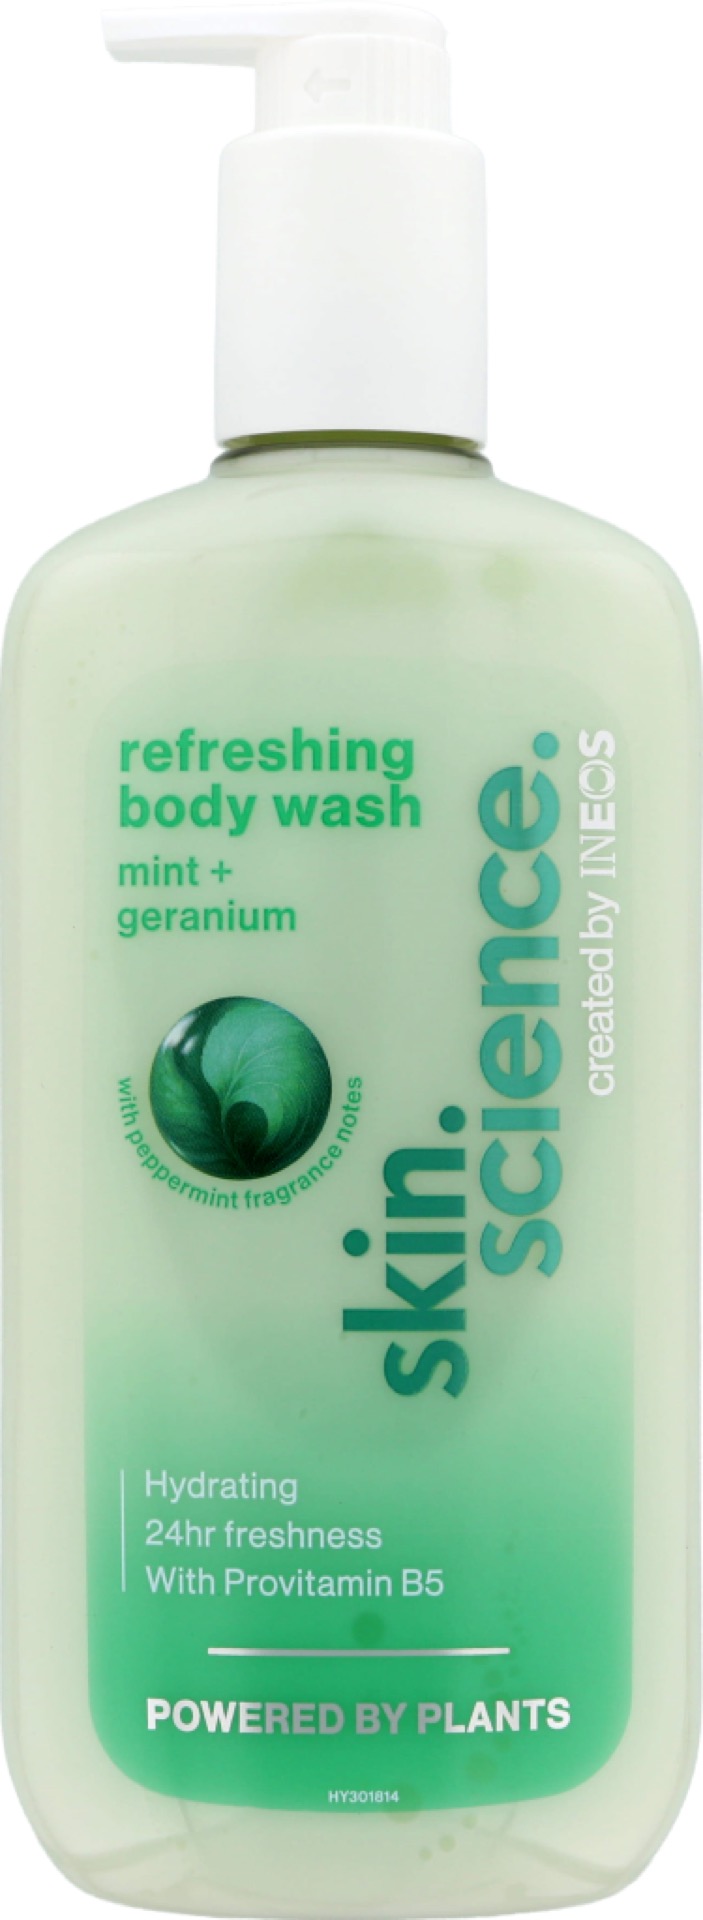 refreshing
body wash
mint +
geranium
with peppermint fragrance notes
skin.
science.
created by INEOS
Hydrating
24hr freshness
With Provitamin B5
POWERED BY PLANTS
HY301814